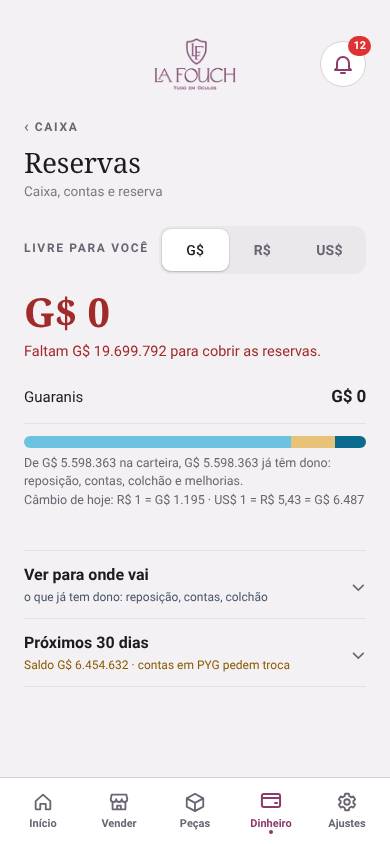 12
LF
LA FOUCH
Tudo em Óculos
‹ CAIXA
Reservas
Caixa, contas e reserva
LIVRE PARA VOCÊ G$ R$ US$
G$ 0
Faltam G$ 19.699.792 para cobrir as reservas.
Guaranis G$ 0
De G$ 5.598.363 na carteira, G$ 5.598.363 já têm dono:
reposição, contas, colchão e melhorias.
Câmbio de hoje: R$ 1 = G$ 1.195 · US$ 1 = R$ 5,43 = G$ 6.487
Ver para onde vai
o que já tem dono: reposição, contas, colchão
Próximos 30 dias
Saldo G$ 6.454.632 · contas em PYG pedem troca
Início Vender Peças Dinheiro Ajustes